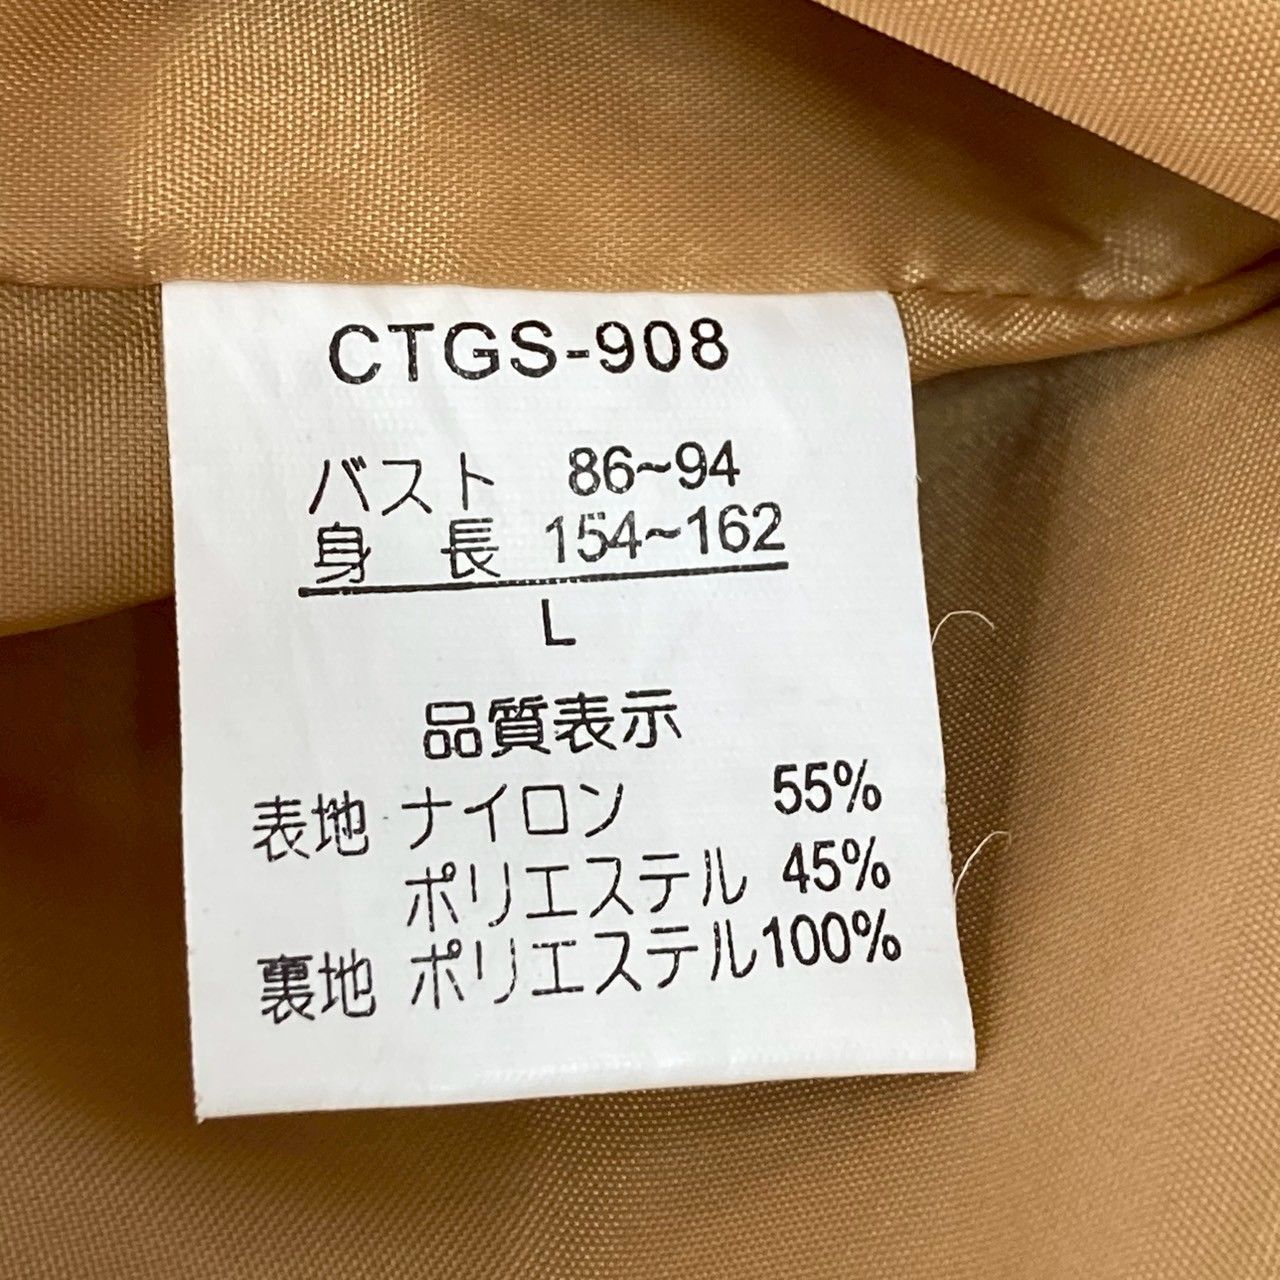 CTGS-908
バスト 86~94
身 長 154~162
L
品質表示
表地 ナイロン 55%
ポリエステル 45%
裏地 ポリエステル100%